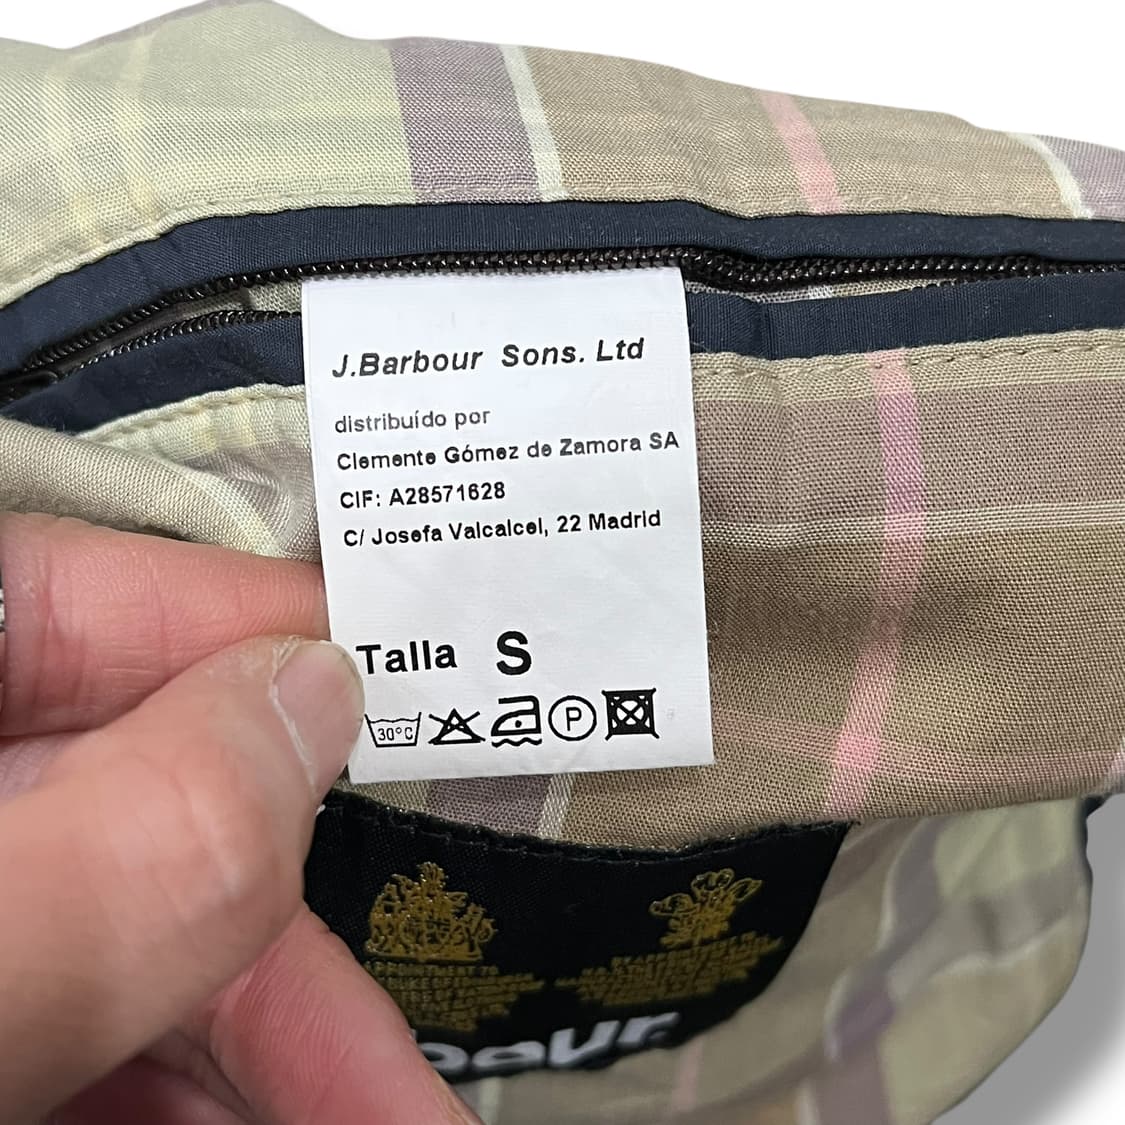 J.Barbour Sons. Ltd
distribuído por
Clemente Gómez de Zamora SA
CIF: A28571628
C/ Josefa Valcalcel, 22 Madrid
Talla S
30°C P